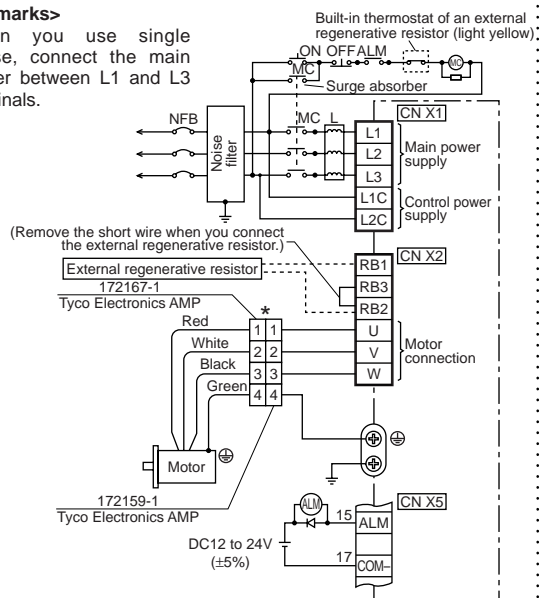 marks>
n you use single
se, connect the main
er between L1 and L3
inals.
Built-in thermostat of an external
regenerative resistor (light yellow)
ON OFF ALM
MC
MC
Surge absorber
NFB
Noise
filter
MC L
CN X1
L1
L2
L3
L1C
L2C
Main power
supply
Control power
supply
(Remove the short wire when you connect
the external regenerative resistor.)
CN X2
External regenerative resistor
RB1
RB3
RB2
U
V
W
Motor
connection
172167-1
Tyco Electronics AMP
*
Red
White
Black
Green
1 1
2 2
3 3
4 4
Motor
172159-1
Tyco Electronics AMP
CN X5
ALM
15 ALM
DC12 to 24V
(±5%)
17 COM–